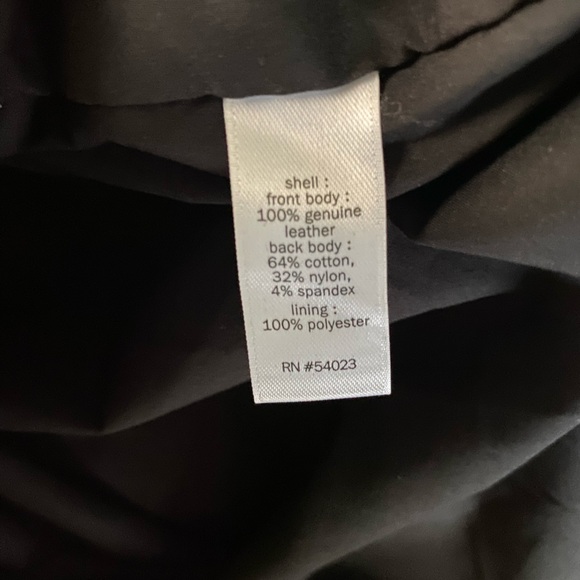 shell :
front body :
100% genuine
leather
back body :
64% cotton,
32% nylon,
4% spandex
lining :
100% polyester
RN #54023